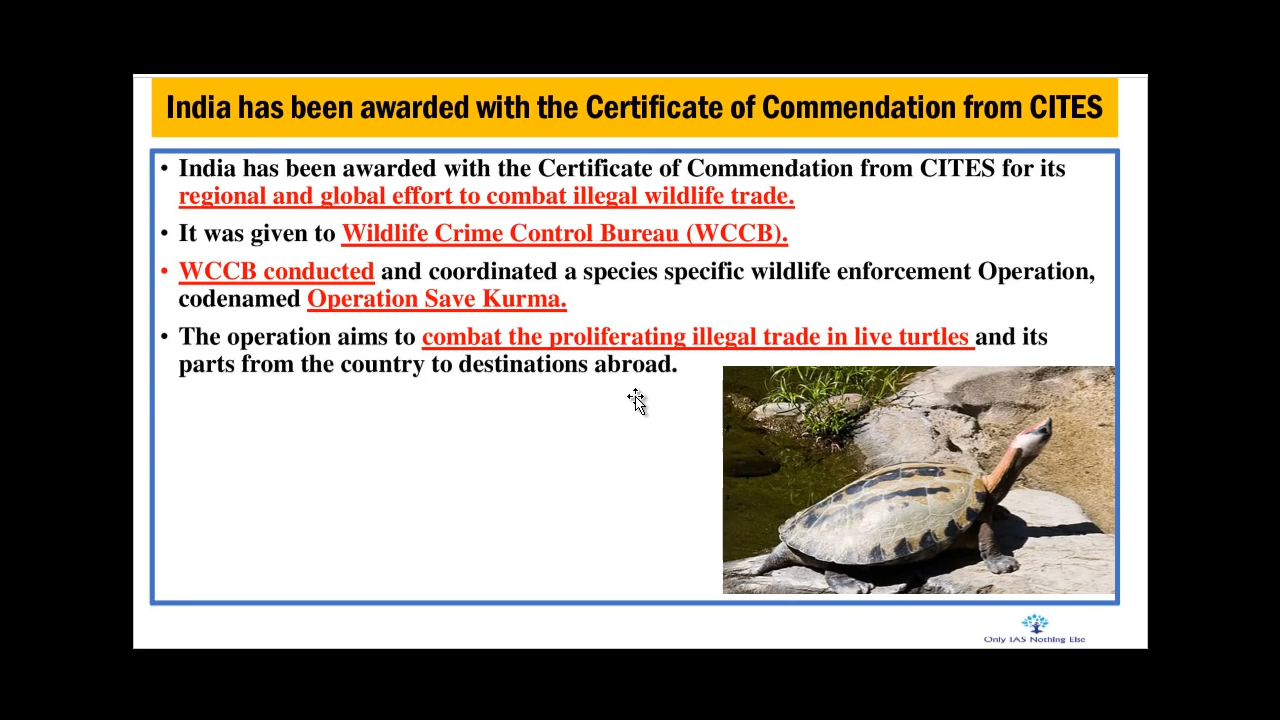 India has been awarded with the Certificate of Commendation from CITES
• India has been awarded with the Certificate of Commendation from CITES for its
regional and global effort to combat illegal wildlife trade.
• It was given to Wildlife Crime Control Bureau (WCCB).
• WCCB conducted and coordinated a species specific wildlife enforcement Operation,
codenamed Operation Save Kurma.
• The operation aims to combat the proliferating illegal trade in live turtles and its
parts from the country to destinations abroad.
Only IAS Nothing Else